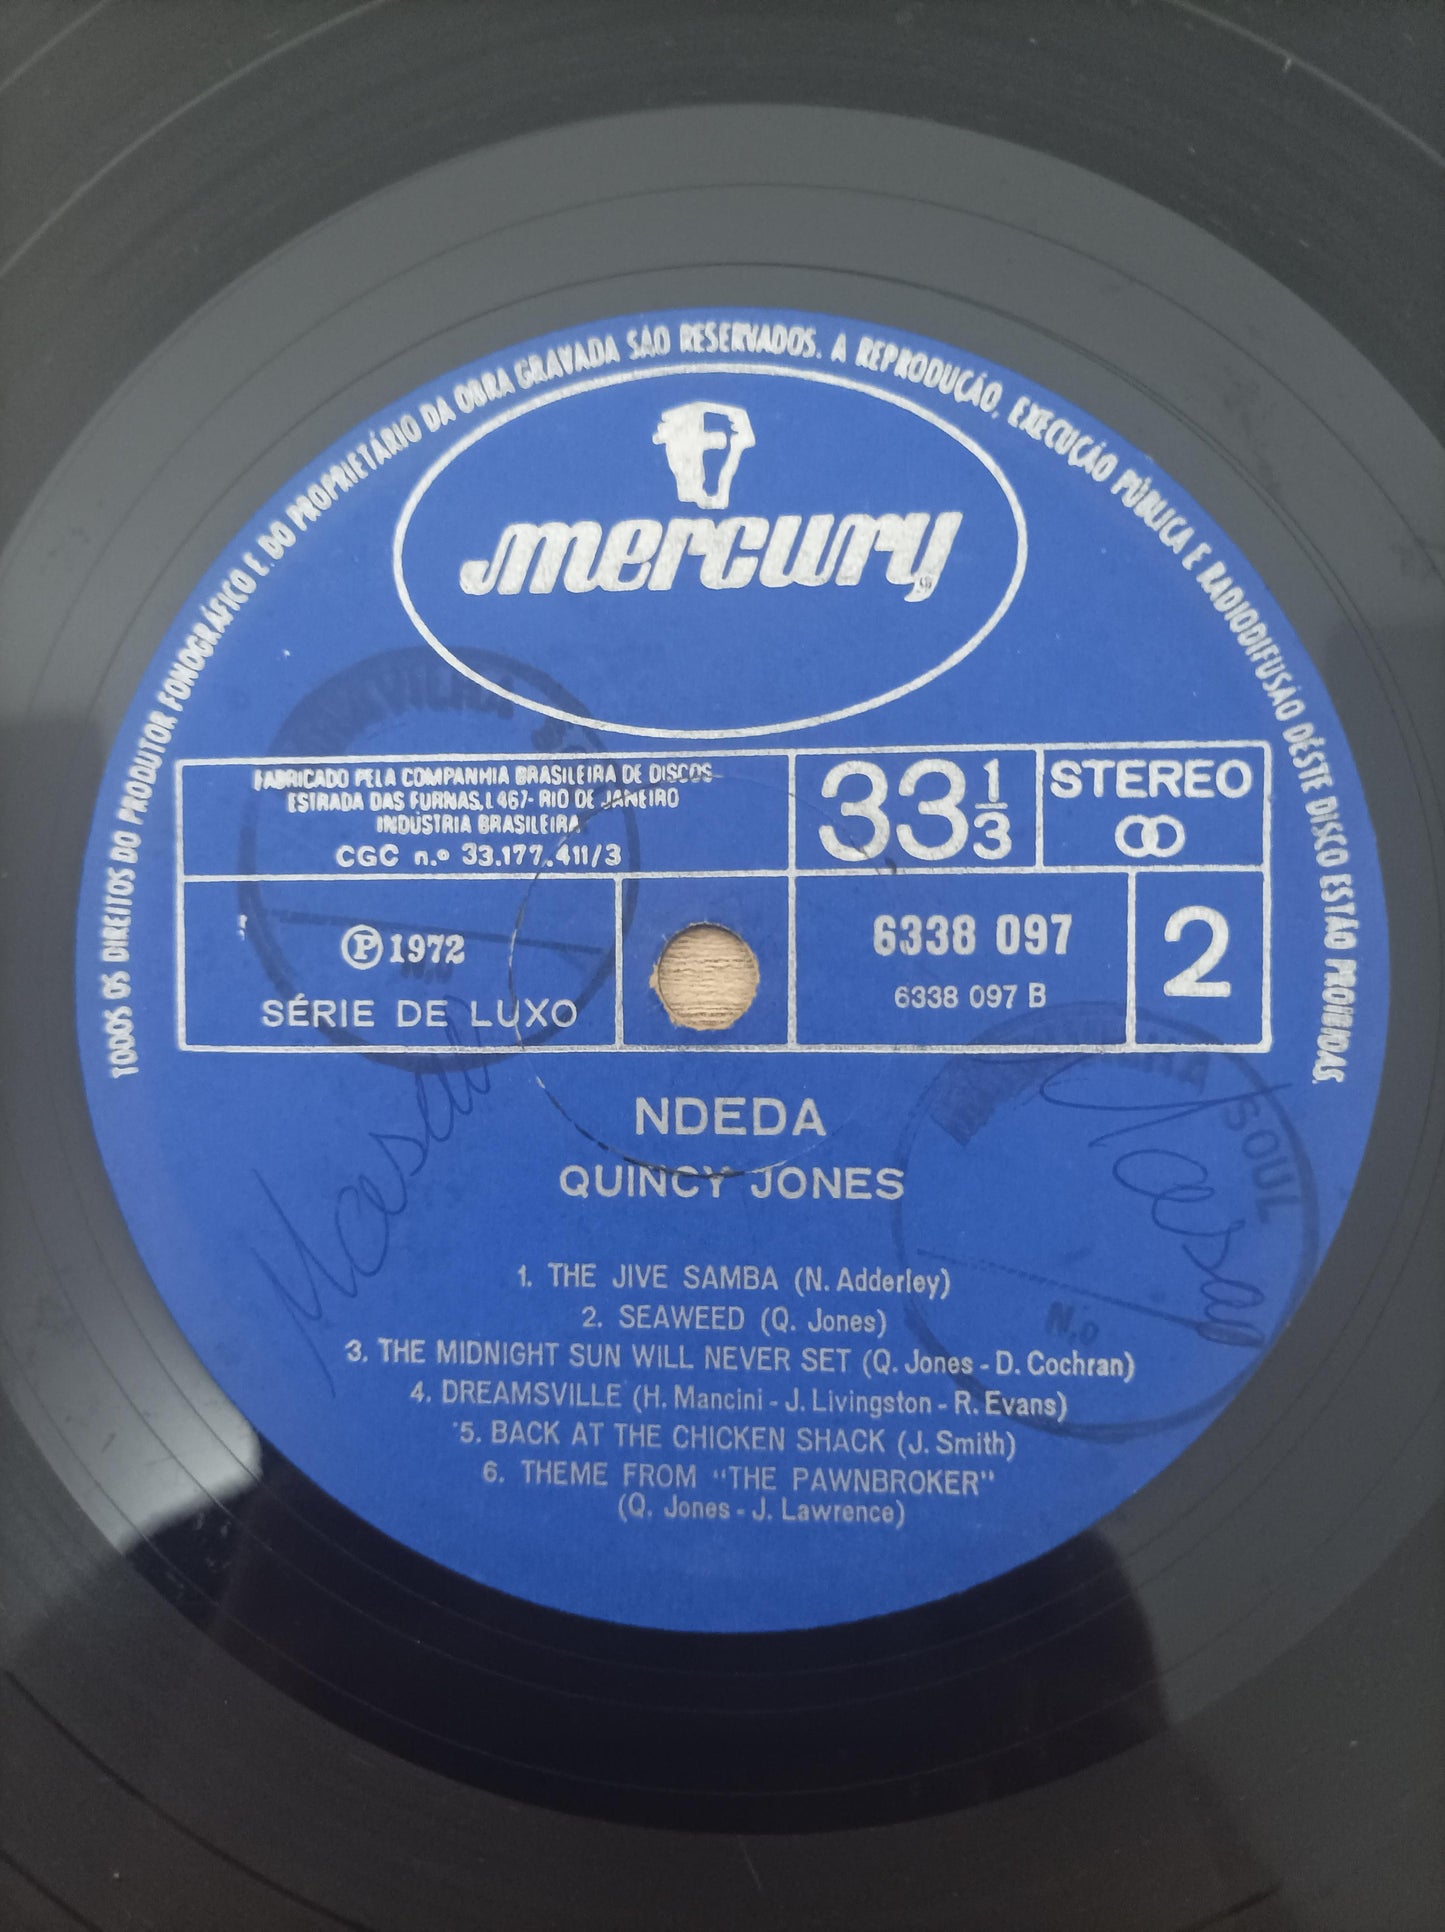 TODOS OS DIREITOS DO PRODUTOR FONOGRÁFICO E DO PROPRIETÁRIO DA OBRA GRAVADA SÃO RESERVADOS. A REPRODUÇÃO, EXECUÇÃO PÚBLICA E RADIODIFUSÃO DÊSTE DISCO ESTÃO PROIBIDAS.
mercury
FABRICADO PELA COMPANHIA BRASILEIRA DE DISCOS
ESTRADA DAS FURNAS, 1467 - RIO DE JANEIRO
INDÚSTRIA BRASILEIRA
CGC n.º 33.177.411/3
33 1/3
STEREO
Ⓟ 1972
SÉRIE DE LUXO
6338 097
6338 097 B
2
NDEDA
QUINCY JONES
1. THE JIVE SAMBA (N. Adderley)
2. SEAWEED (Q. Jones)
3. THE MIDNIGHT SUN WILL NEVER SET (Q. Jones - D. Cochran)
4. DREAMSVILLE (H. Mancini - J. Livingston - R. Evans)
5. BACK AT THE CHICKEN SHACK (J. Smith)
6. THEME FROM "THE PAWNBROKER"
(Q. Jones - J. Lawrence)
SOUL
N.o